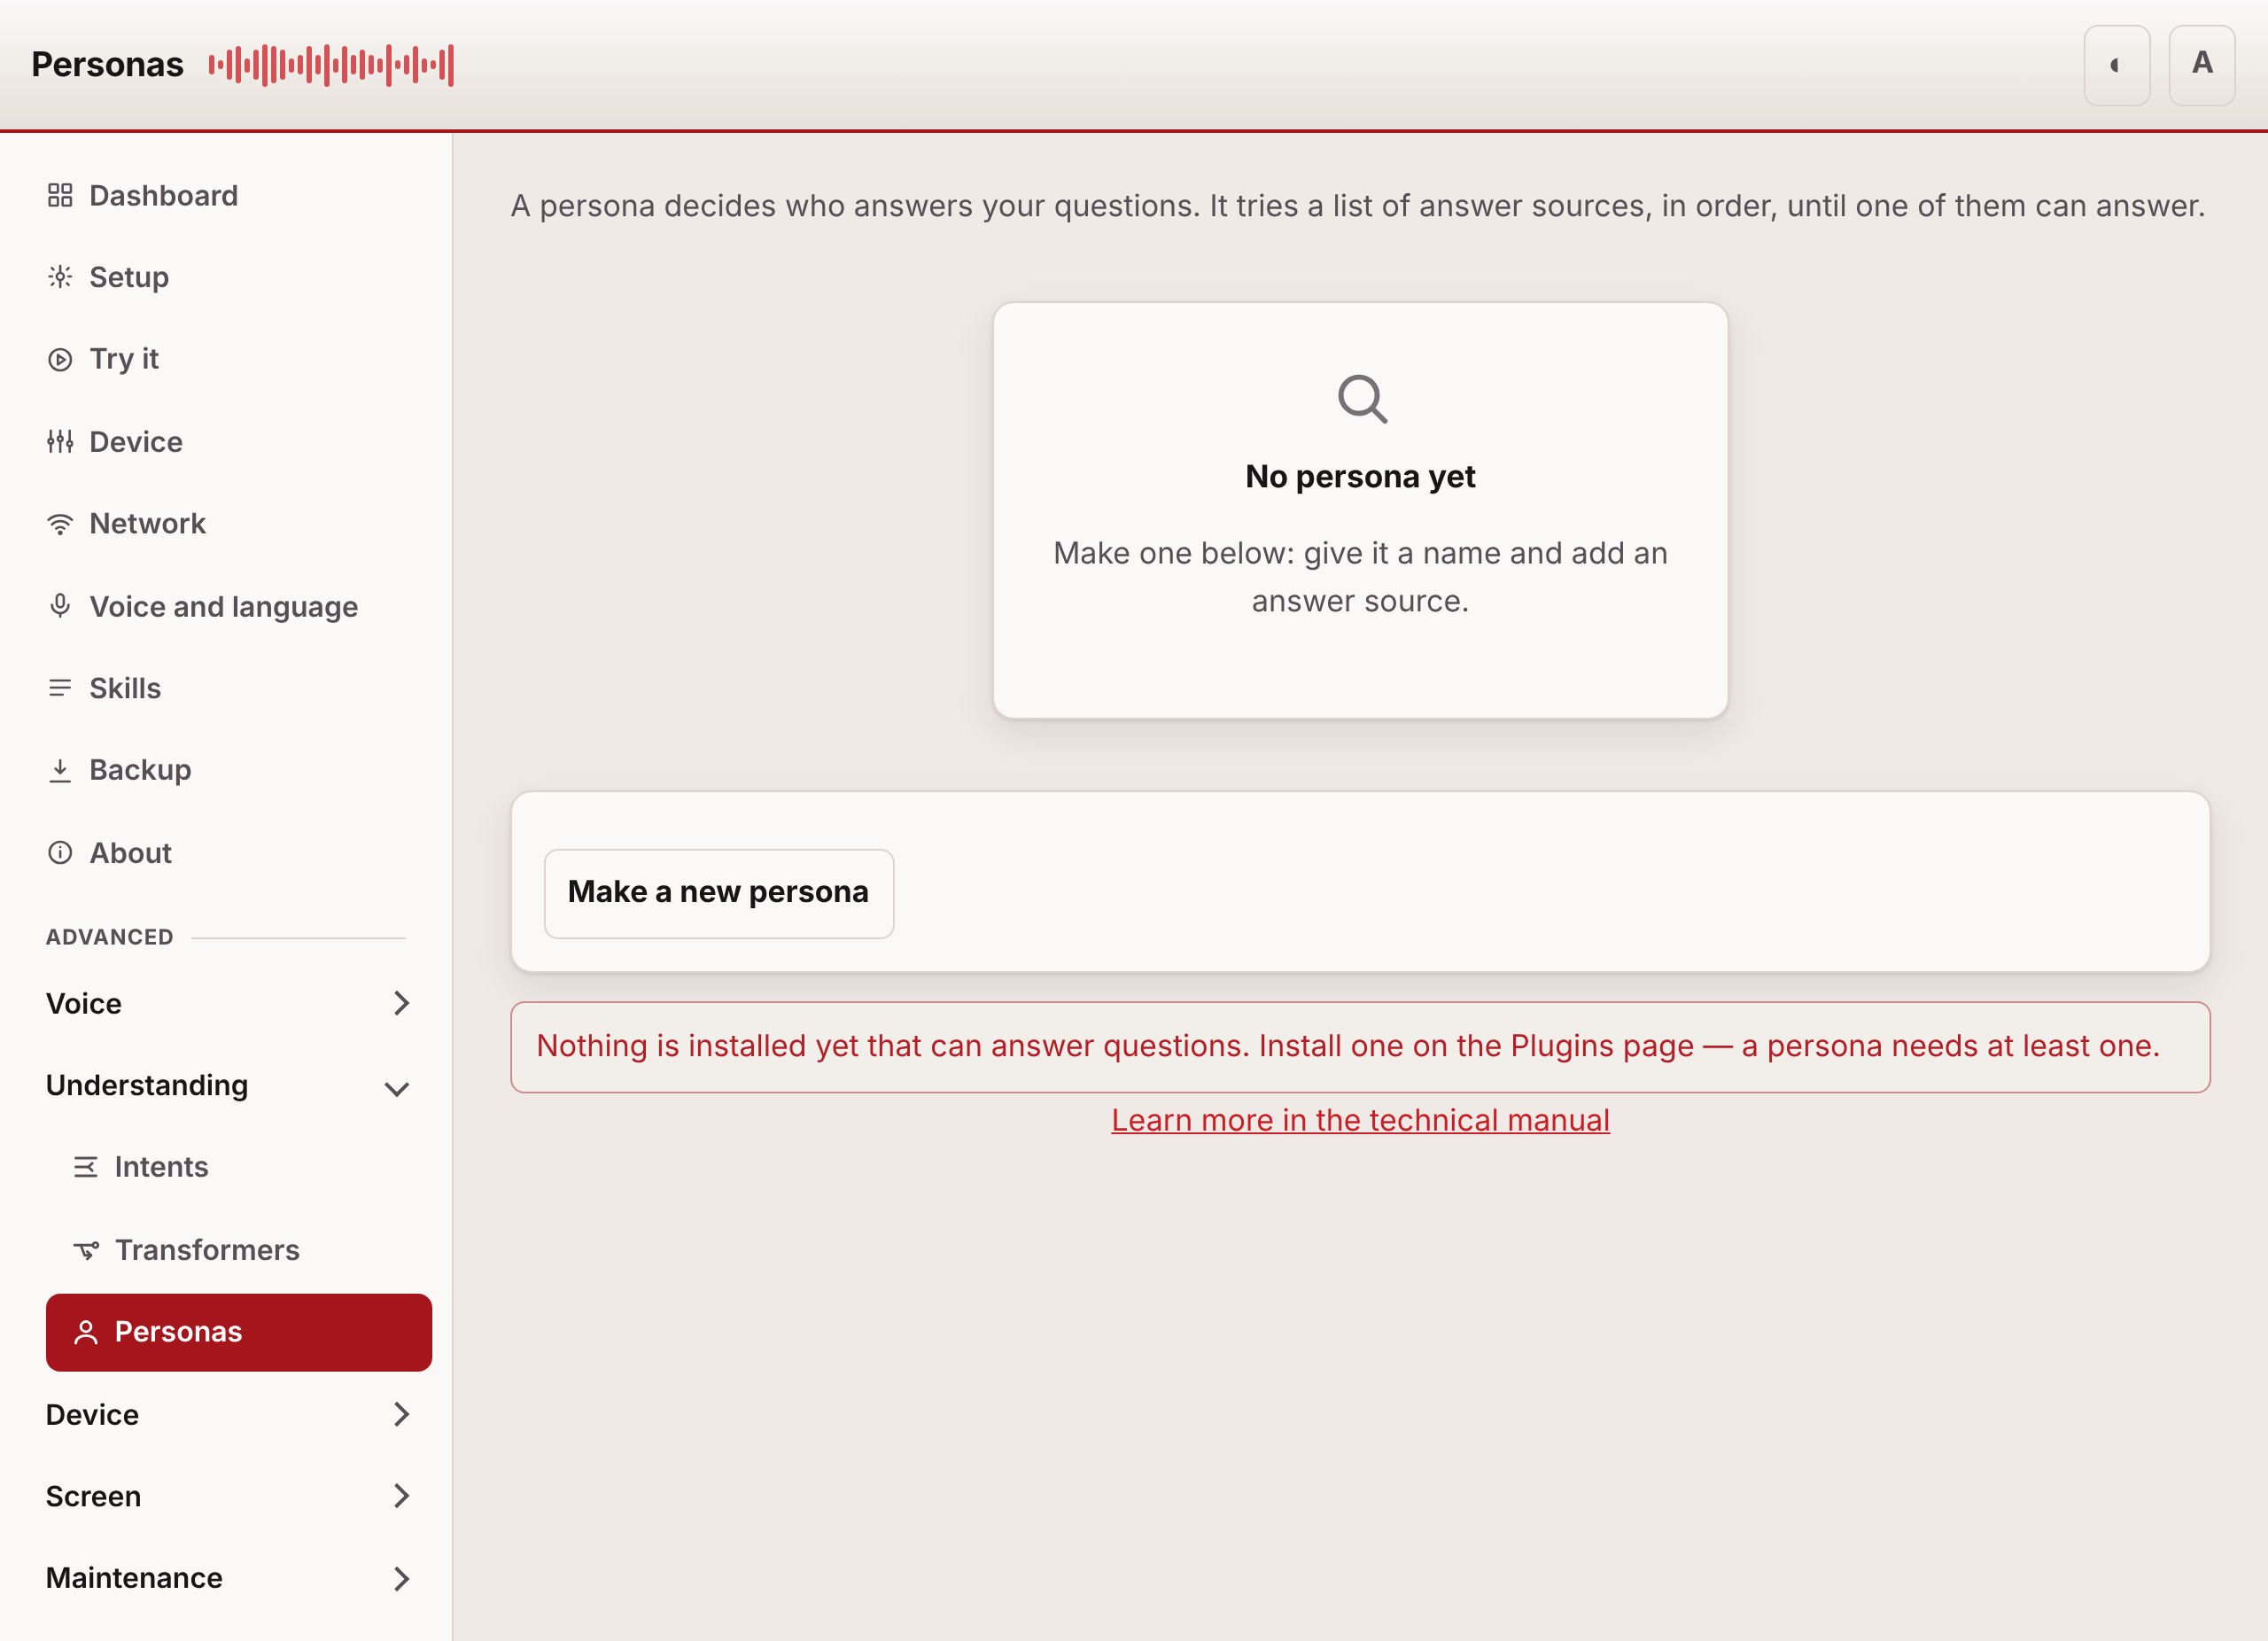 Personas
A
Dashboard
Setup
Try it
Device
Network
Voice and language
Skills
Backup
About
ADVANCED
Voice
Understanding
Intents
Transformers
Personas
Device
Screen
Maintenance
A persona decides who answers your questions. It tries a list of answer sources, in order, until one of them can answer.
No persona yet
Make one below: give it a name and add an
answer source.
Make a new persona
Nothing is installed yet that can answer questions. Install one on the Plugins page — a persona needs at least one.
Learn more in the technical manual